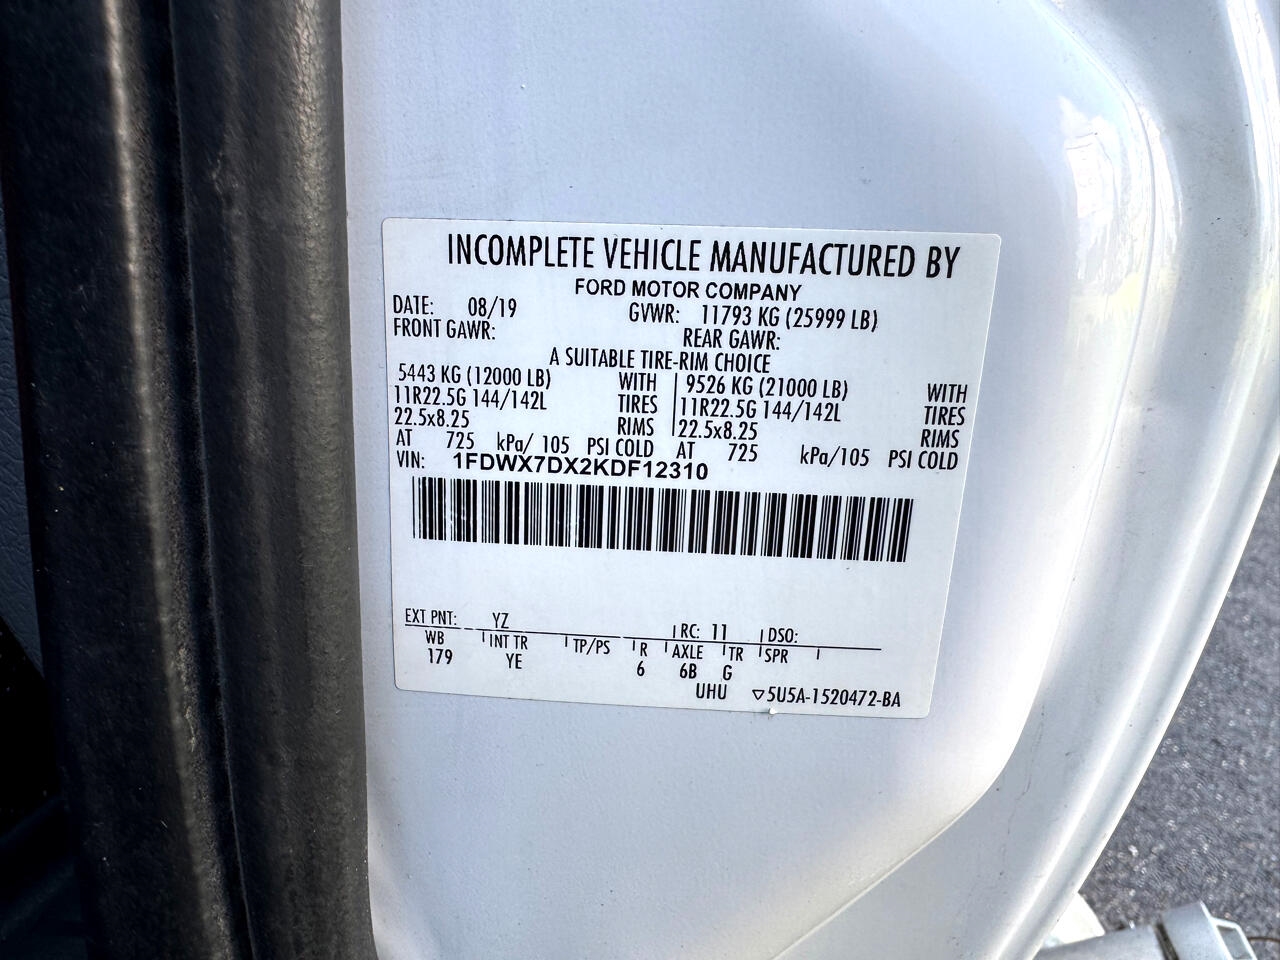 INCOMPLETE VEHICLE MANUFACTURED BY
FORD MOTOR COMPANY
DATE: 08/19 GVWR: 11793 KG (25999 LB)
FRONT GAWR: REAR GAWR:
A SUITABLE TIRE-RIM CHOICE
5443 KG (12000 LB) WITH 9526 KG (21000 LB) WITH
11R22.5G 144/142L TIRES 11R22.5G 144/142L TIRES
22.5x8.25 RIMS 22.5x8.25 RIMS
AT 725 kPa/ 105 PSI COLD AT 725 kPa/105 PSI COLD
VIN: 1FDWX7DX2KDF12310
EXT PNT: YZ RC: 11 DSO:
WB INT TR TP/PS R AXLE TR SPR
179 YE 6 6B G
UHU ▽5U5A-1520472-BA